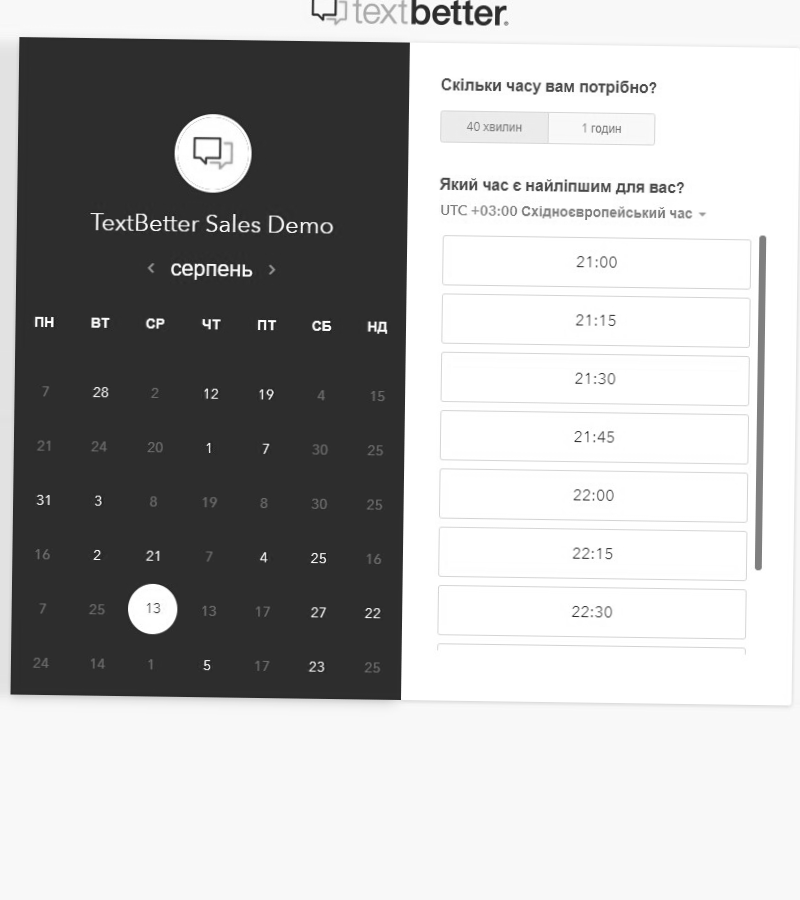 textbetter.
TextBetter Sales Demo
серпень
ПН ВТ СР ЧТ ПТ СБ НД
7 28 2 12 19 4 15
21 24 20 1 7 30 25
31 3 8 19 8 30 25
16 2 21 7 4 25 16
7 25 13 13 17 27 22
24 14 1 5 17 23 25
Скільки часу вам потрібно?
40 хвилин 1 годин
Який час є найліпшим для вас?
UTC +03:00 Східноєвропейський час
21:00
21:15
21:30
21:45
22:00
22:15
22:30